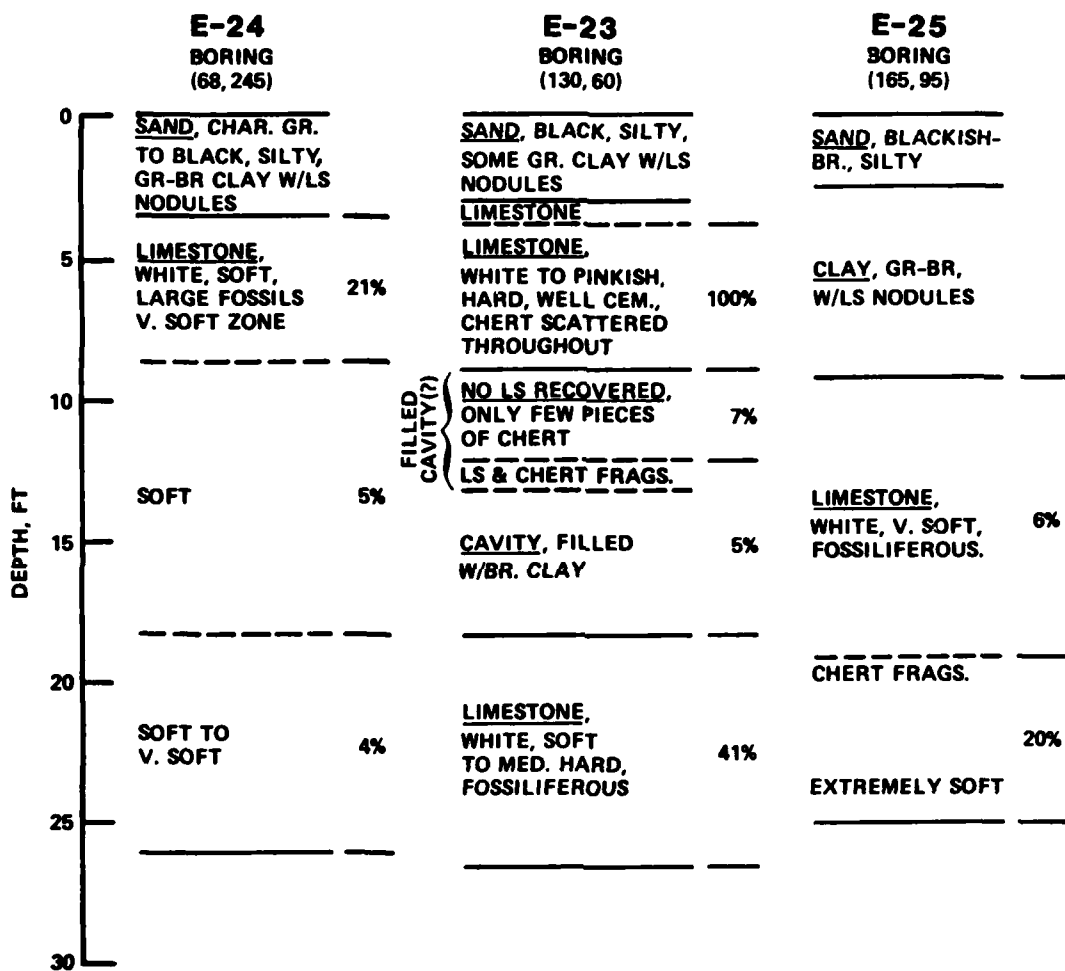 E-24
BORING
(68, 245)
E-23
BORING
(130, 60)
E-25
BORING
(165, 95)
DEPTH, FT
0
5
10
15
20
25
30
SAND, CHAR. GR.
TO BLACK, SILTY,
GR-BR CLAY W/LS
NODULES
LIMESTONE,
WHITE, SOFT,
LARGE FOSSILS
V. SOFT ZONE
21%
SOFT
5%
SOFT TO
V. SOFT
4%
SAND, BLACK, SILTY,
SOME GR. CLAY W/LS
NODULES
LIMESTONE
LIMESTONE,
WHITE TO PINKISH,
HARD, WELL CEM.,
CHERT SCATTERED
THROUGHOUT
100%
FILLED
CAVITY(?)
NO LS RECOVERED,
ONLY FEW PIECES
OF CHERT
7%
LS & CHERT FRAGS.
CAVITY, FILLED
W/BR. CLAY
5%
LIMESTONE,
WHITE, SOFT
TO MED. HARD,
FOSSILIFEROUS
41%
SAND, BLACKISH-
BR., SILTY
CLAY, GR-BR,
W/LS NODULES
LIMESTONE,
WHITE, V. SOFT,
FOSSILIFEROUS.
6%
CHERT FRAGS.
20%
EXTREMELY SOFT